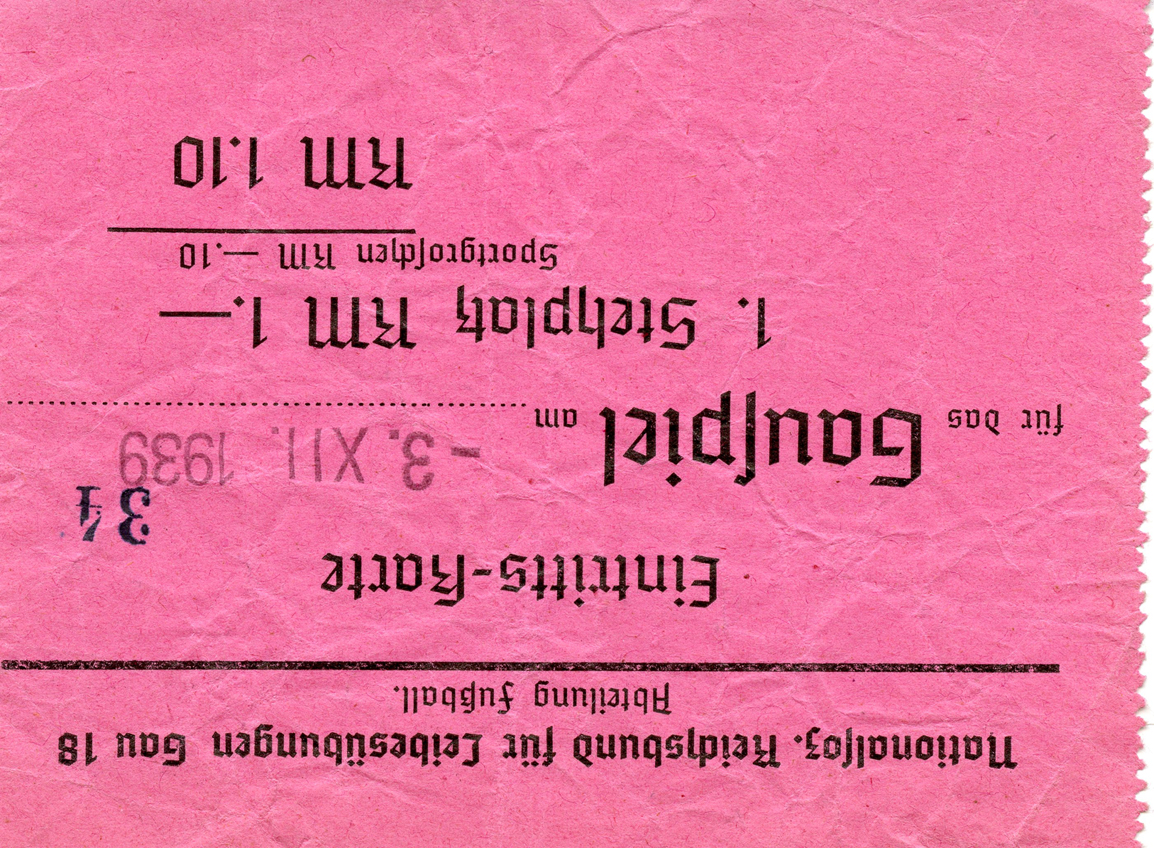 Nationalsoz. Reichsbund für Leibesübungen Gau 18
Abteilung Fußball.
Eintritts-Karte
34
für das Gauspiel am - 3. XII. 1939
1. Stehplatz RM 1.—
Sportgroschen RM —.10
RM 1.10